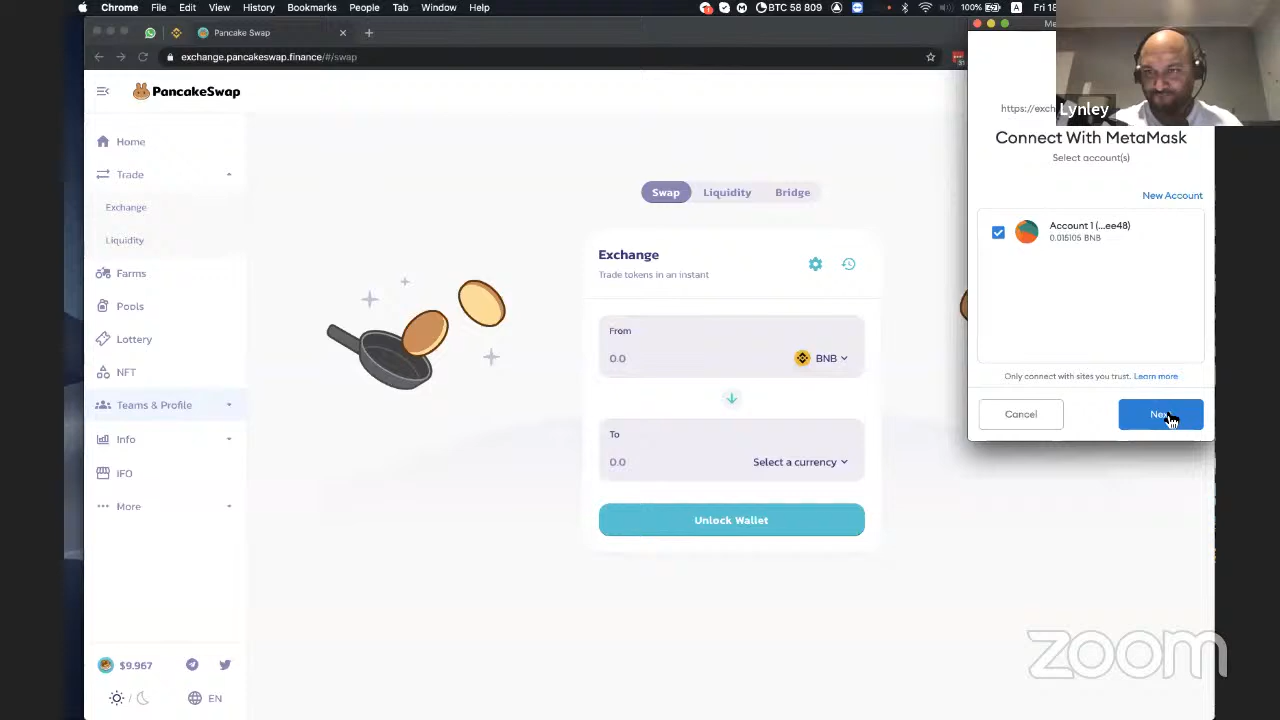 Chrome File Edit View History Bookmarks People Tab Window Help
BTC 58 809
100%
Pancake Swap
exchange.pancakeswap.finance/#/swap
PancakeSwap
Home
Trade
Exchange
Liquidity
Farms
Pools
Lottery
NFT
Teams & Profile
Info
IFO
More
$9.967
EN
Swap Liquidity Bridge
Exchange
Trade tokens in an instant
From
0.0 BNB
To
0.0 Select a currency
Unlock Wallet
Lynley
Connect With MetaMask
Select account(s)
New Account
Account 1 (...ee48)
0.015105 BNB
Only connect with sites you trust. Learn more
Cancel
zoom